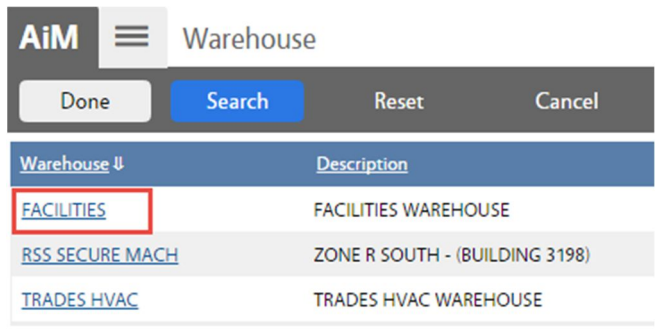 AiM Warehouse
Done Search Reset Cancel
Warehouse ⇓ Description
FACILITIES FACILITIES WAREHOUSE
RSS SECURE MACH ZONE R SOUTH - (BUILDING 3198)
TRADES HVAC TRADES HVAC WAREHOUSE